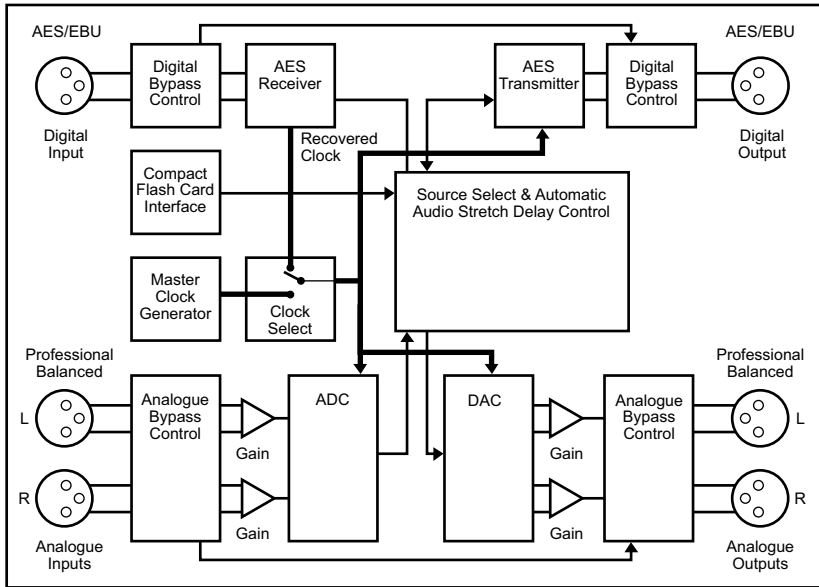 AES/EBU
Digital
Input
Digital
Bypass
Control
AES
Receiver
Recovered
Clock
AES
Transmitter
Digital
Bypass
Control
AES/EBU
Digital
Output
Compact
Flash Card
Interface
Source Select & Automatic
Audio Stretch Delay Control
Master
Clock
Generator
Clock
Select
Professional
Balanced
L
R
Analogue
Inputs
Analogue
Bypass
Control
Gain
Gain
ADC
DAC
Gain
Gain
Analogue
Bypass
Control
Professional
Balanced
L
R
Analogue
Outputs